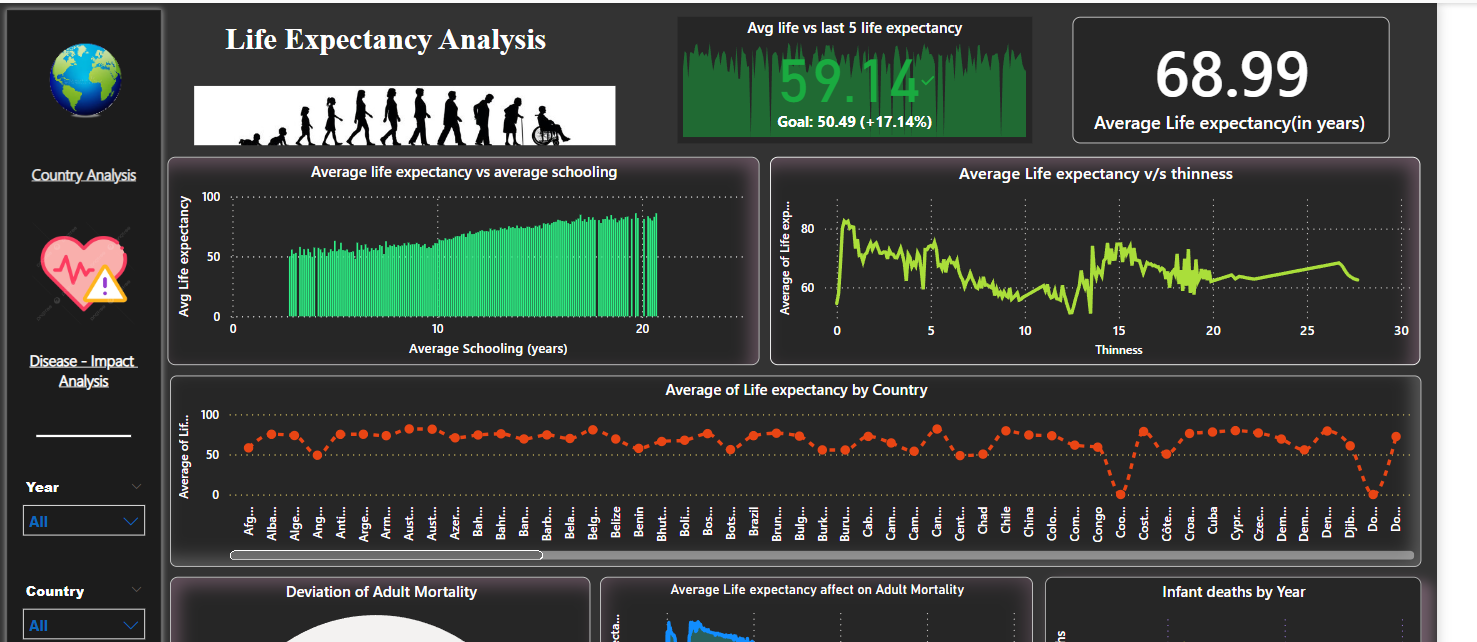 Life Expectancy Analysis
Avg life vs last 5 life expectancy
59.14
Goal: 50.49 (+17.14%)
68.99
Average Life expectancy(in years)
Country Analysis
Disease - Impact
Analysis
Year
All
Country
All
Average life expectancy vs average schooling
Avg Life expectancy
100
50
0
0 10 20
Average Schooling (years)
Average Life expectancy v/s thinness
Average of Life exp...
80
60
0 5 10 15 20 25 30
Thinness
Average of Life expectancy by Country
Average of Lif...
100
50
0
Afg... Alba... Alge... Ang... Anti... Arge... Arm... Aust... Aust... Azer... Bah... Bahr... Ban... Barb... Bela... Belg... Belize Benin Bhut... Boli... Bos... Bots... Brazil Brun... Bulg... Burk... Buru... Cab... Cam... Cam... Can... Cent... Chad Chile China Colo... Com... Congo Coo... Cost... Côte... Croa... Cuba Cypr... Czec... Dem... Dem... Den... Djib... Do... Do...
Deviation of Adult Mortality
Average Life expectancy affect on Adult Mortality
Infant deaths by Year